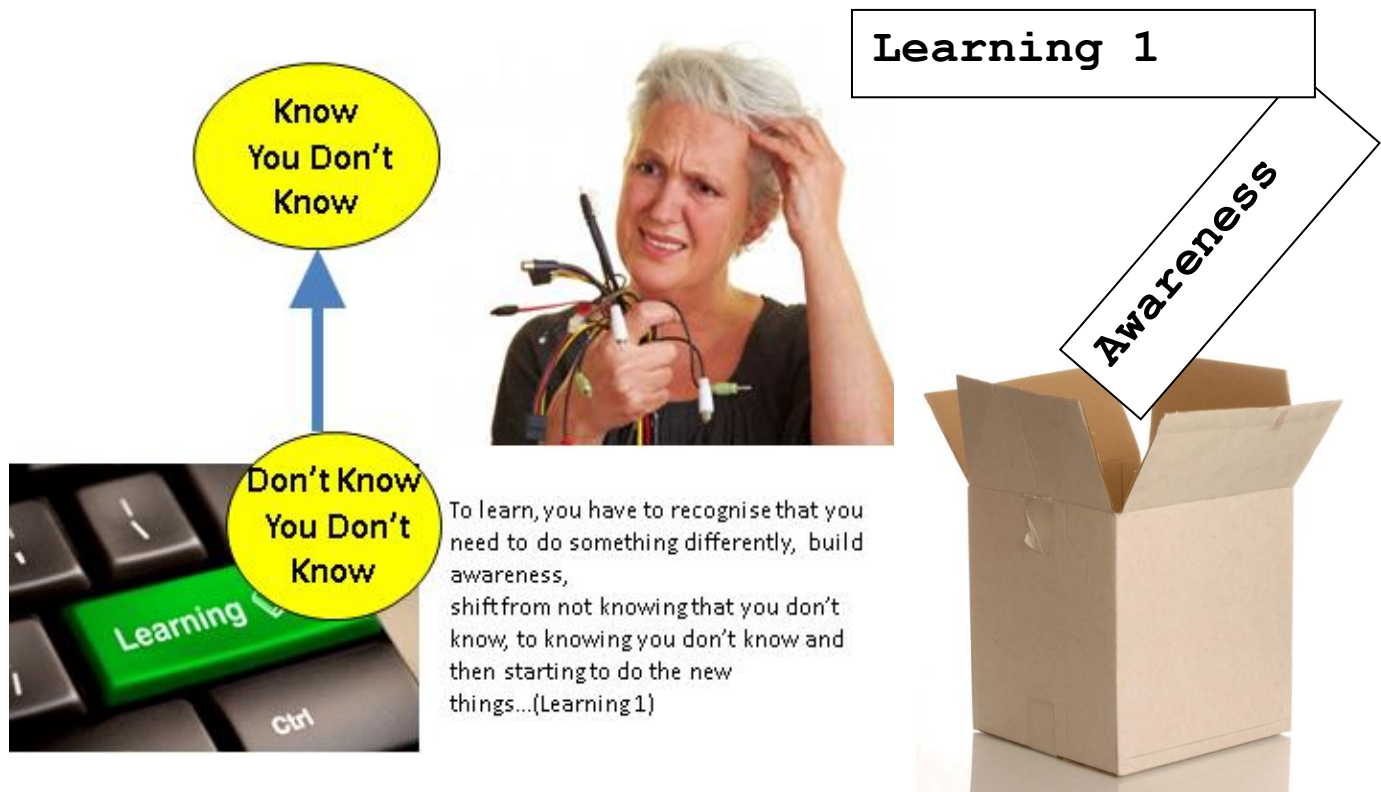 Learning 1
Awareness
Know
You Don't
Know
Don't Know
You Don't
Know
Learning
Ctrl
To learn, you have to recognise that you
need to do something differently, build
awareness,
shift from not knowing that you don't
know, to knowing you don't know and
then starting to do the new
things...(Learning 1)